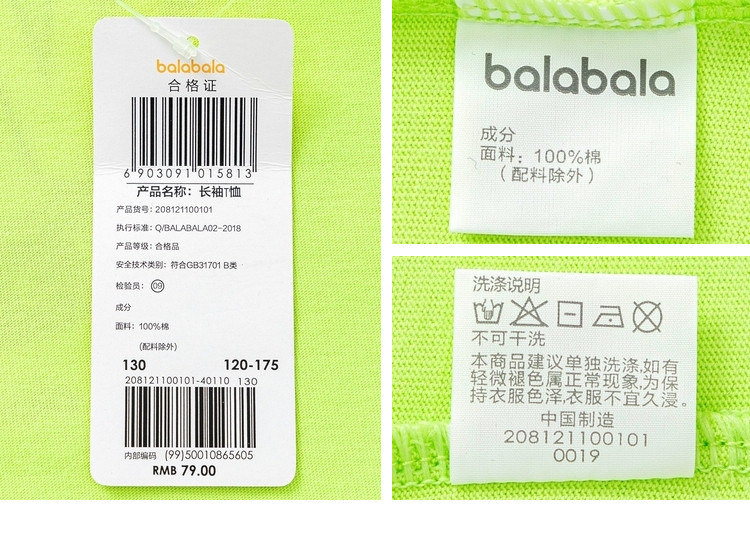 balabala
合格证
6 903091 015813
产品名称：长袖T恤
产品货号：208121100101
执行标准：Q/BALABALA02-2018
产品等级：合格品
安全技术类别：符合GB31701 B类
检验员：09
成分
面料：100%棉
(配料除外)
130 120-175
208121100101-40110 130
内部编码 (99)50010865605
RMB 79.00
balabala
成分
面料：100%棉
（配料除外）
洗涤说明
不可干洗
本商品建议单独洗涤,如有
轻微褪色属正常现象,为保
持衣服色泽,衣服不宜久浸。
中国制造
208121100101
0019